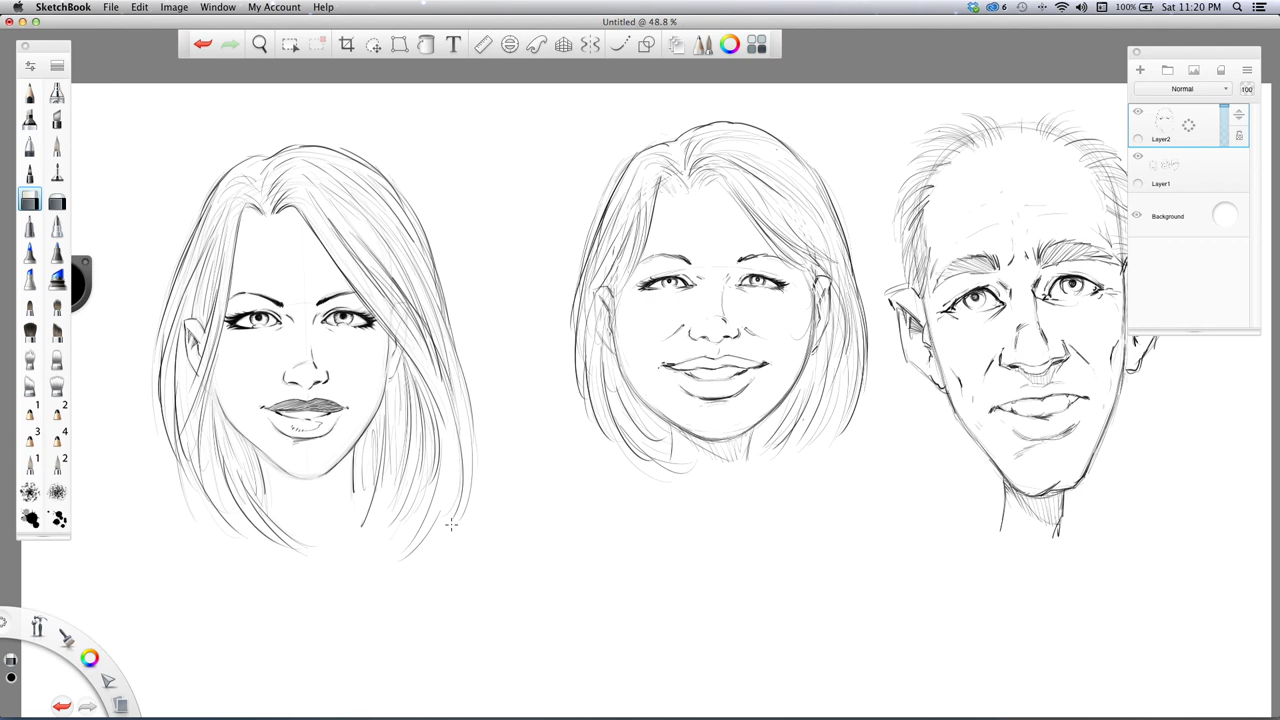 SketchBook File Edit Image Window My Account Help 6 100% Sat 11:20 PM
Untitled @ 48.8 %
T
Normal 100
Layer2
Layer1
Background
1 2
3 4
1 2